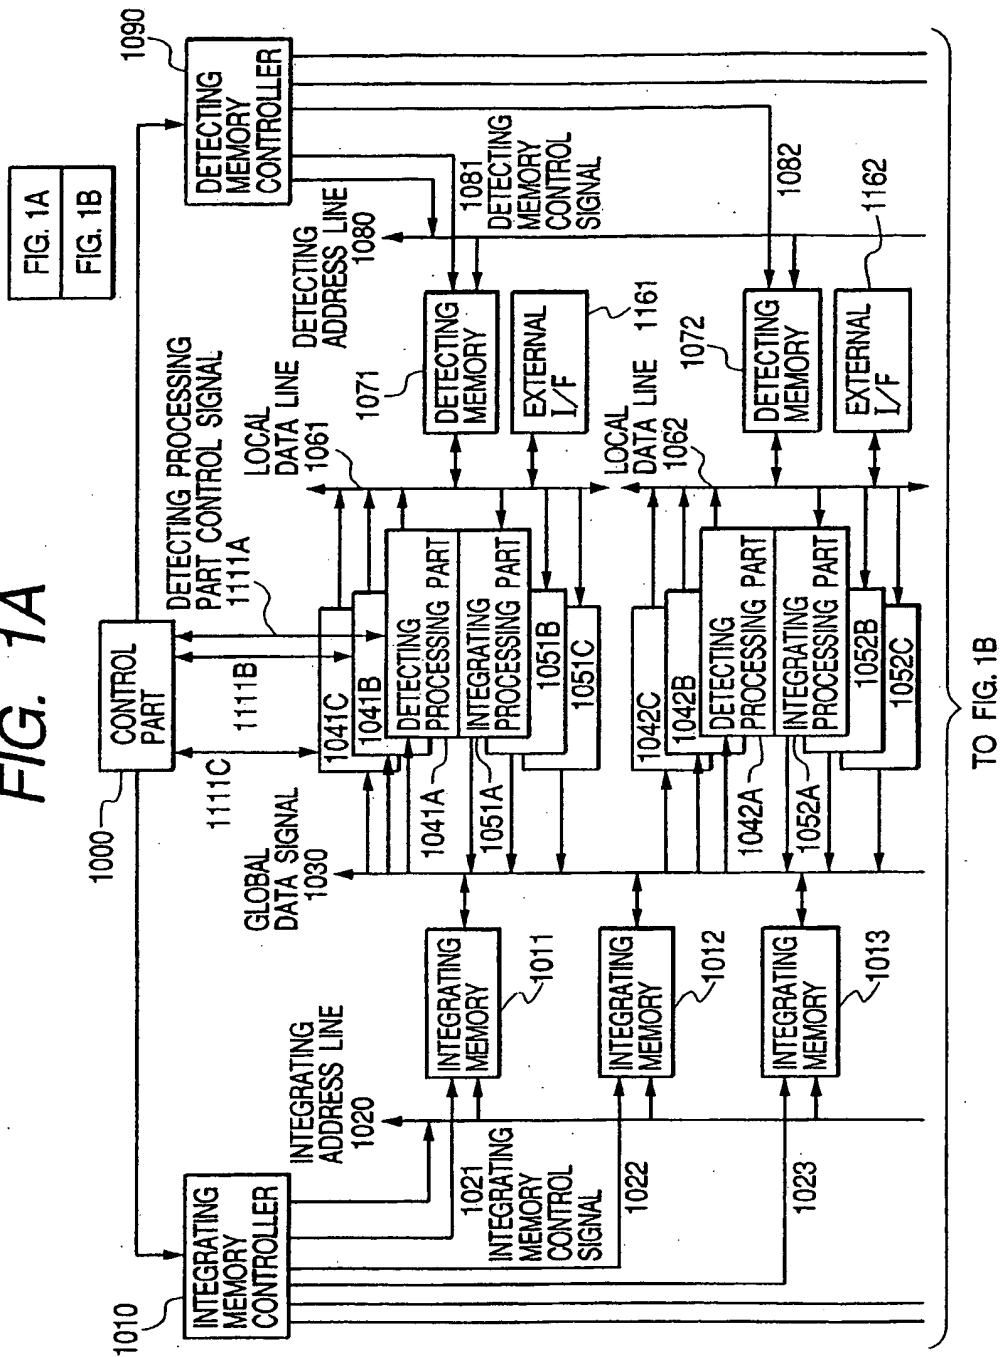 FIG. 1A
FIG. 1A
FIG. 1B
1000
CONTROL
PART
1010
INTEGRATING
MEMORY
CONTROLLER
1090
DETECTING
MEMORY
CONTROLLER
INTEGRATING
ADDRESS LINE
1020
GLOBAL
DATA SIGNAL
1030
1111C
1111B
DETECTING PROCESSING
PART CONTROL SIGNAL
1111A
LOCAL
DATA LINE
1061
DETECTING
ADDRESS LINE
1080
1021
INTEGRATING
MEMORY
CONTROL
SIGNAL
1022
1023
INTEGRATING
MEMORY
1011
INTEGRATING
MEMORY
1012
INTEGRATING
MEMORY
1013
1041C
1041B
DETECTING
PROCESSING PART
INTEGRATING
PROCESSING PART
1041A
1051A
1051B
1051C
1071
DETECTING
MEMORY
EXTERNAL
I/F
1161
1081
DETECTING
MEMORY
CONTROL
SIGNAL
1082
LOCAL
DATA LINE
1062
1042C
1042B
DETECTING
PROCESSING PART
INTEGRATING
PROCESSING PART
1042A
1052A
1052B
1052C
1072
DETECTING
MEMORY
EXTERNAL
I/F
1162
TO FIG. 1B